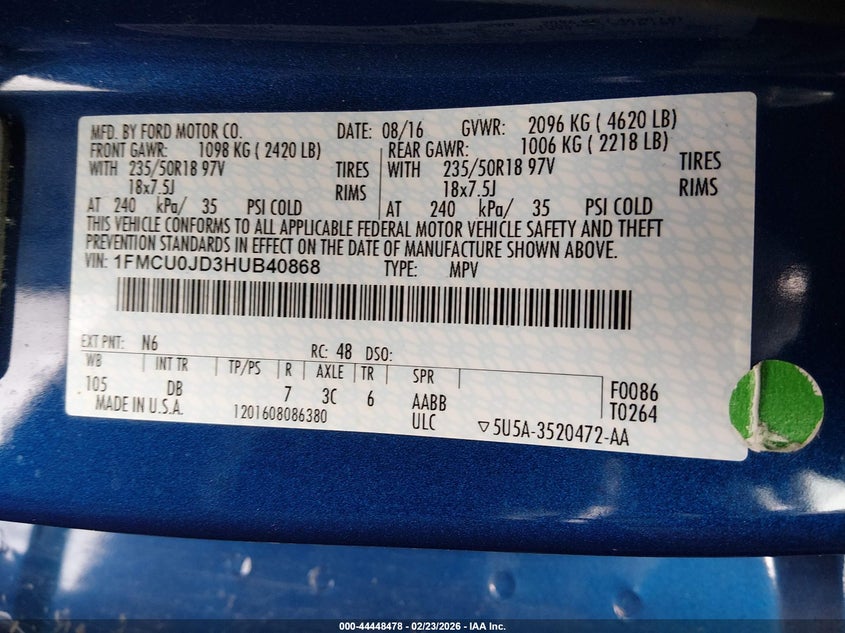 MFD. BY FORD MOTOR CO. DATE: 08/16 GVWR: 2096 KG ( 4620 LB)
FRONT GAWR: 1098 KG ( 2420 LB) REAR GAWR: 1006 KG ( 2218 LB)
WITH 235/50R18 97V TIRES WITH 235/50R18 97V TIRES
18x7.5J RIMS 18x7.5J RIMS
AT 240 kPa/ 35 PSI COLD AT 240 kPa/ 35 PSI COLD
THIS VEHICLE CONFORMS TO ALL APPLICABLE FEDERAL MOTOR VEHICLE SAFETY AND THEFT
PREVENTION STANDARDS IN EFFECT ON THE DATE OF MANUFACTURE SHOWN ABOVE.
VIN: 1FMCU0JD3HUB40868 TYPE: MPV
EXT PNT: N6 RC: 48 DSO:
WB INT TR TP/PS R AXLE TR SPR
105 DB 7 3C 6 AABB F0086
MADE IN U.S.A. 1201608086380 ULC T0264
▽5U5A-3520472-AA
000-44448478 - 02/23/2026 - IAA Inc.